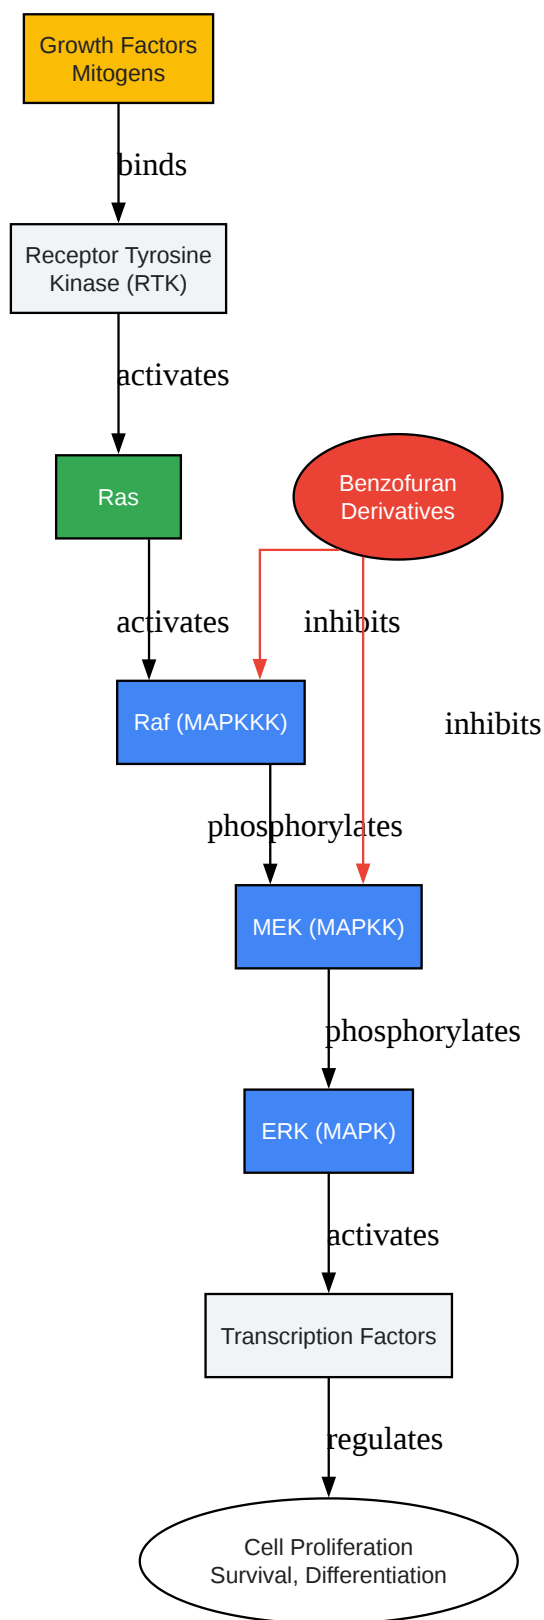 Growth Factors
Mitogens
binds
Receptor Tyrosine
Kinase (RTK)
activates
Ras
Benzofuran
Derivatives
activates
inhibits
Raf (MAPKKK)
inhibits
phosphorylates
MEK (MAPKK)
phosphorylates
ERK (MAPK)
activates
Transcription Factors
regulates
Cell Proliferation
Survival, Differentiation